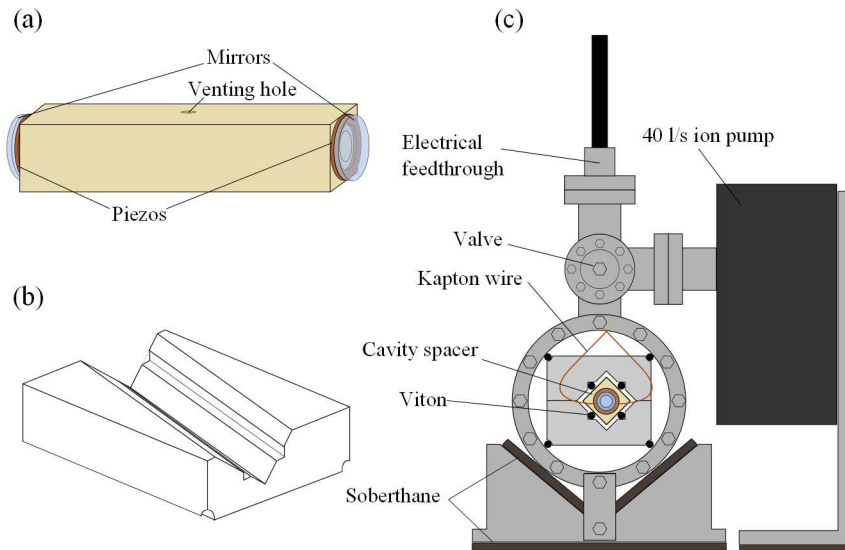 (a)
Mirrors
Venting hole
Piezos
(b)
(c)
Electrical
feedthrough
40 l/s ion pump
Valve
Kapton wire
Cavity spacer
Viton
Soberthane